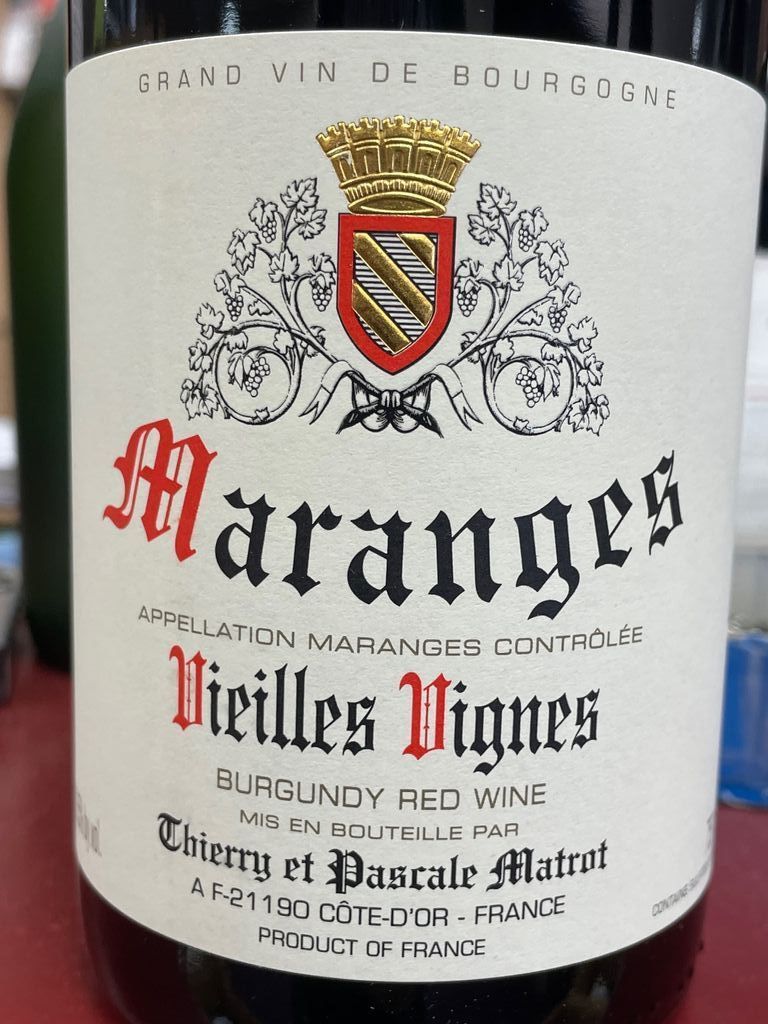 GRAND VIN DE BOURGOGNE
Maranges
APPELLATION MARANGES CONTRÔLÉE
Vieilles Vignes
BURGUNDY RED WINE
MIS EN BOUTEILLE PAR
Thierry et Pascale Matrot
A F-21190 CÔTE-D'OR - FRANCE
PRODUCT OF FRANCE